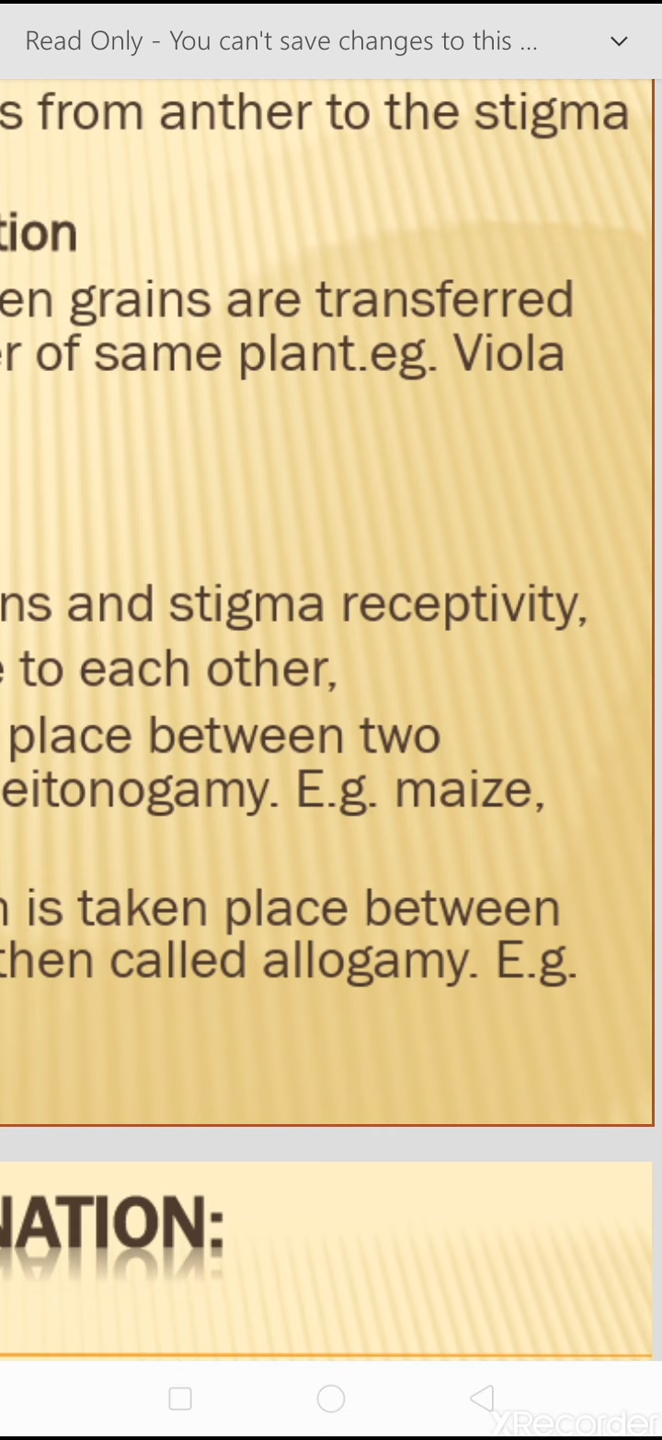 Read Only - You can't save changes to this ...
s from anther to the stigma
tion
en grains are transferred
er of same plant.eg. Viola
ns and stigma receptivity,
e to each other,
place between two
eitonogamy. E.g. maize,
n is taken place between
then called allogamy. E.g.
NATION:
XRecorder